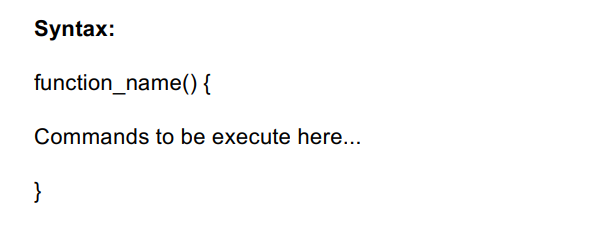 Syntax:
function_name() {
Commands to be execute here...
}